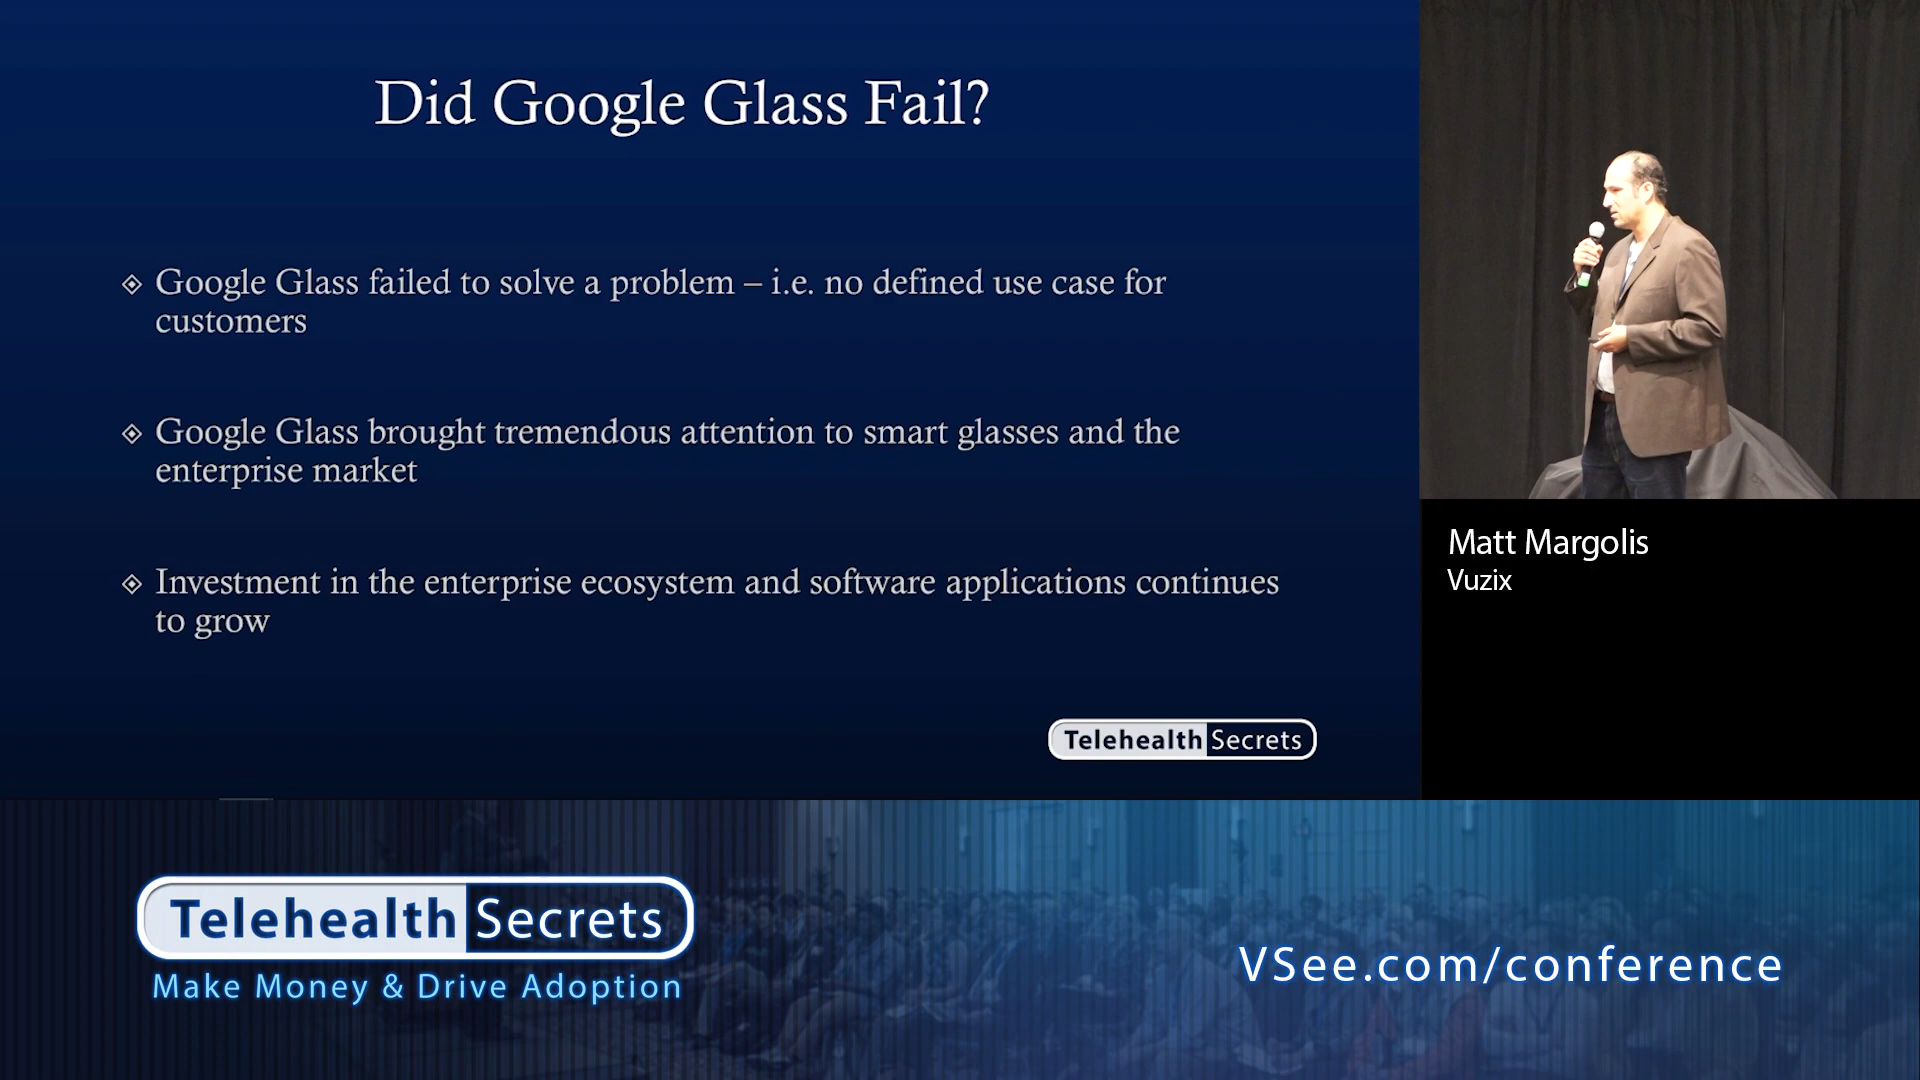 Did Google Glass Fail?
Google Glass failed to solve a problem – i.e. no defined use case for
customers
Google Glass brought tremendous attention to smart glasses and the
enterprise market
Investment in the enterprise ecosystem and software applications continues
to grow
Telehealth Secrets
Matt Margolis
Vuzix
Telehealth Secrets
Make Money & Drive Adoption
VSee.com/conference